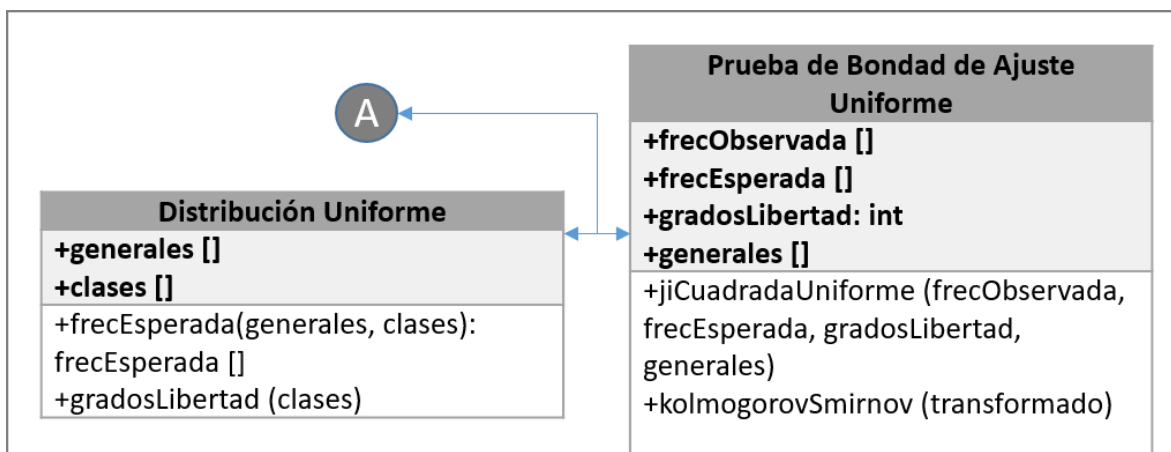 A
Distribución Uniforme
+generales []
+clases []
+frecEsperada(generales, clases):
frecEsperada []
+gradosLibertad (clases)
Prueba de Bondad de Ajuste
Uniforme
+frecObservada []
+frecEsperada []
+gradosLibertad: int
+generales []
+jiCuadradaUniforme (frecObservada,
frecEsperada, gradosLibertad,
generales)
+kolmogorovSmirnov (transformado)